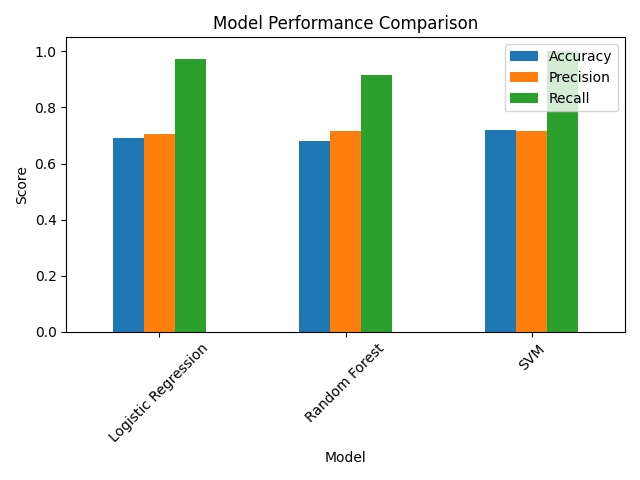 Model Performance Comparison
Accuracy
Precision
Recall
Score
1.0
0.8
0.6
0.4
0.2
0.0
Logistic Regression
Random Forest
SVM
Model